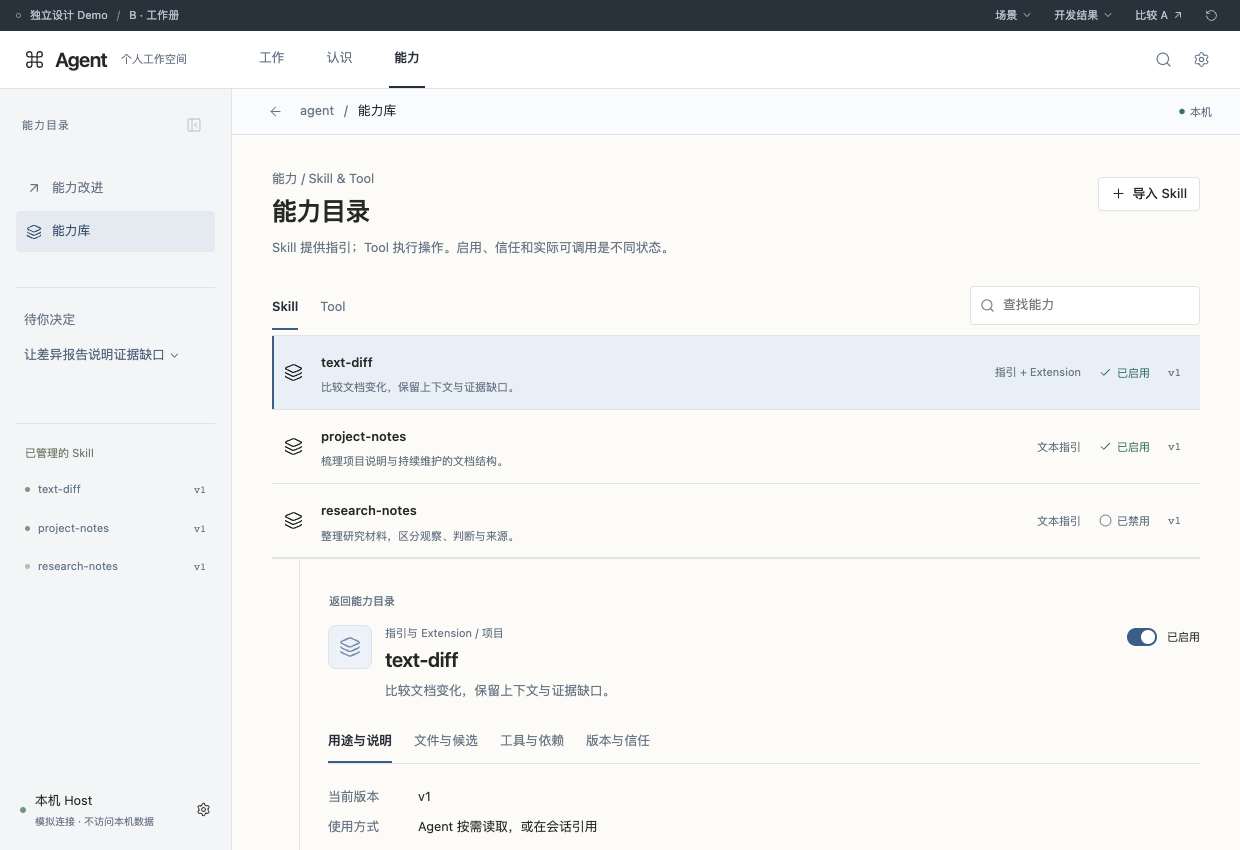 独立设计 Demo / B · 工作册
场景
开发结果
比较 A
Agent 个人工作空间
工作
认识
能力
能力目录
能力改进
能力库
待你决定
让差异报告说明证据缺口
已管理的 Skill
text-diff v1
project-notes v1
research-notes v1
本机 Host
模拟连接 · 不访问本机数据
agent / 能力库
本机
能力 / Skill & Tool
能力目录
Skill 提供指引；Tool 执行操作。启用、信任和实际可调用是不同状态。
导入 Skill
Skill
Tool
查找能力
text-diff
比较文档变化，保留上下文与证据缺口。
指引 + Extension 已启用 v1
project-notes
梳理项目说明与持续维护的文档结构。
文本指引 已启用 v1
research-notes
整理研究材料，区分观察、判断与来源。
文本指引 已禁用 v1
返回能力目录
指引与 Extension / 项目
text-diff
比较文档变化，保留上下文与证据缺口。
已启用
用途与说明
文件与候选
工具与依赖
版本与信任
当前版本 v1
使用方式 Agent 按需读取，或在会话引用